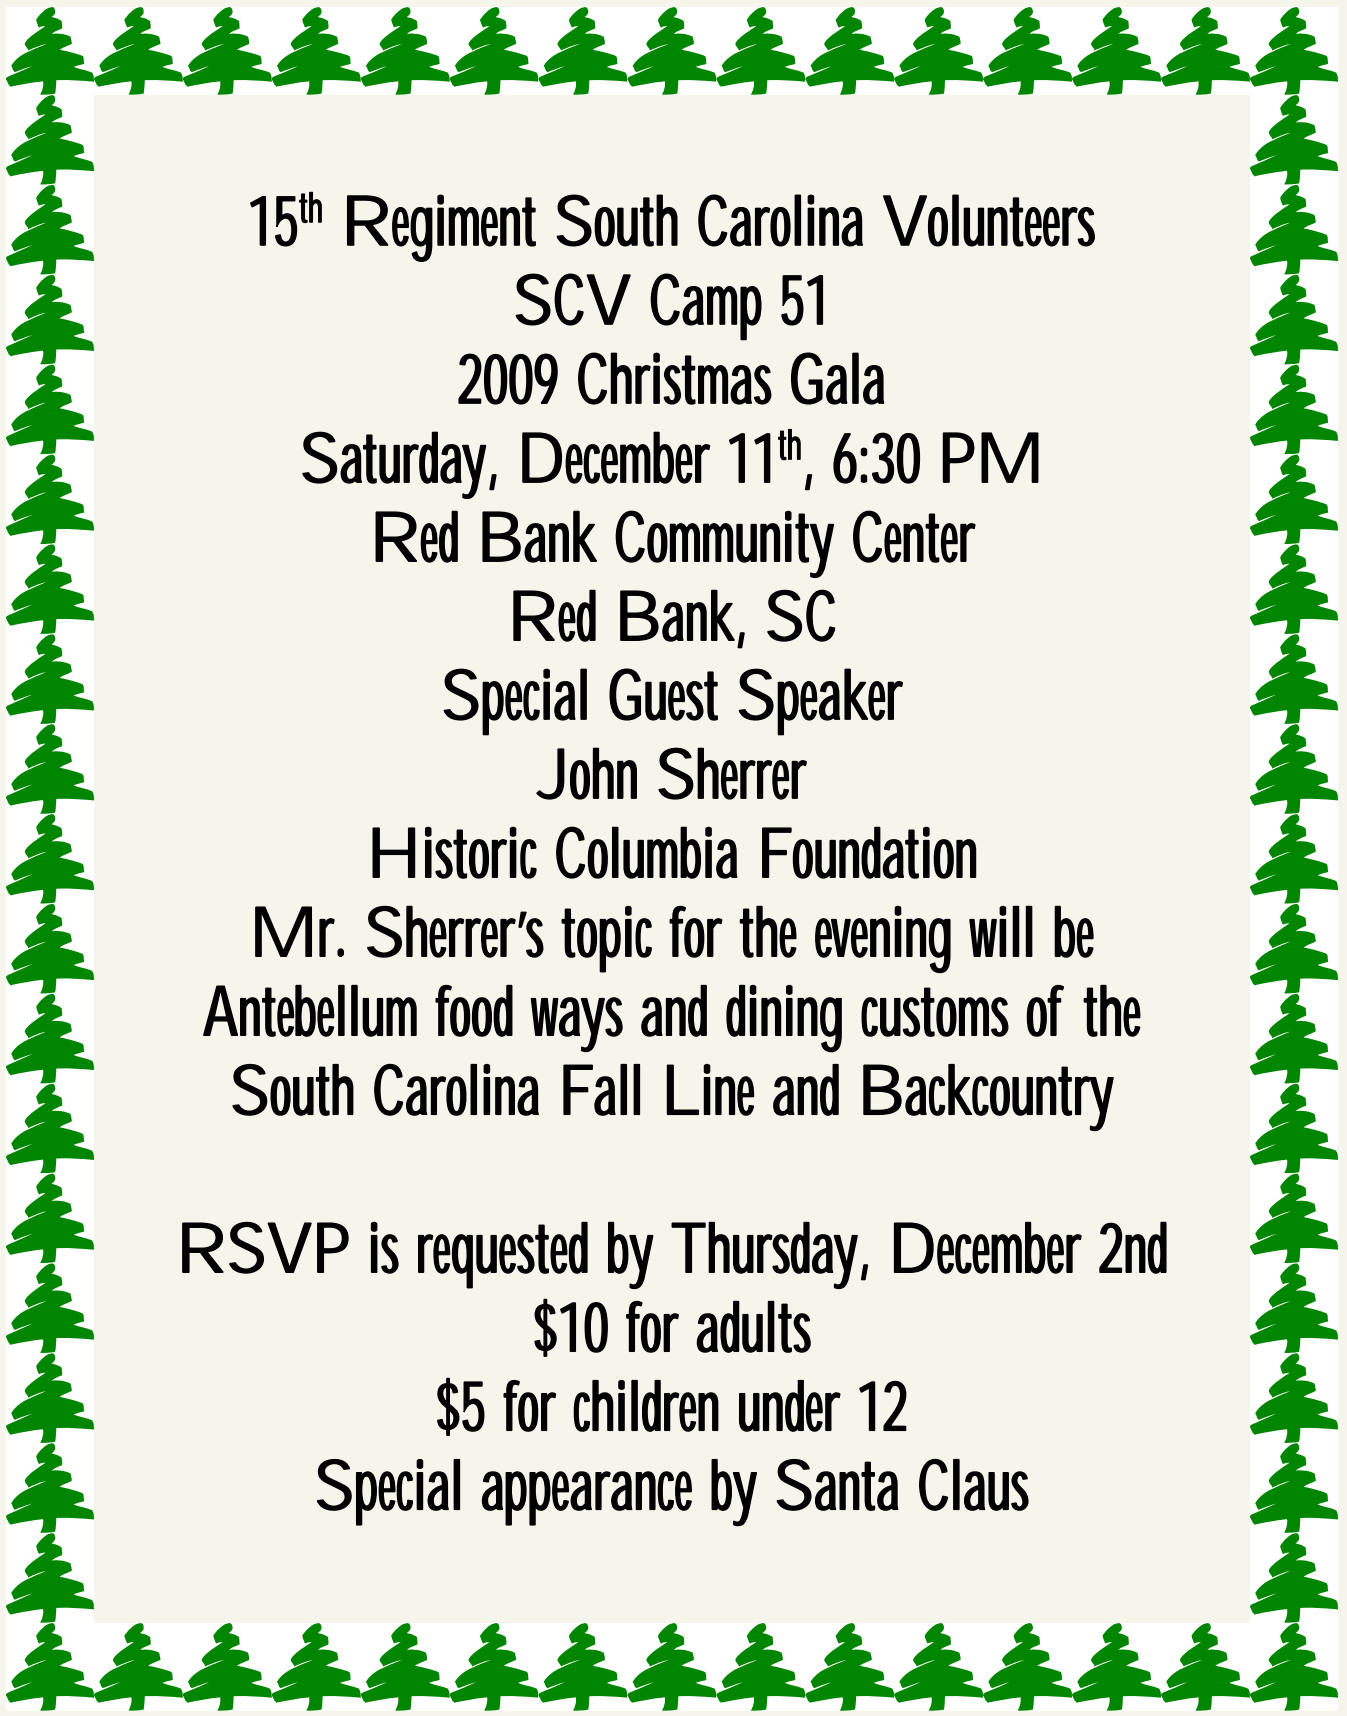 15th Regiment South Carolina Volunteers
SCV Camp 51
2009 Christmas Gala
Saturday, December 11th, 6:30 PM
Red Bank Community Center
Red Bank, SC
Special Guest Speaker
John Sherrer
Historic Columbia Foundation
Mr. Sherrer’s topic for the evening will be
Antebellum food ways and dining customs of the
South Carolina Fall Line and Backcountry
RSVP is requested by Thursday, December 2nd
$10 for adults
$5 for children under 12
Special appearance by Santa Claus